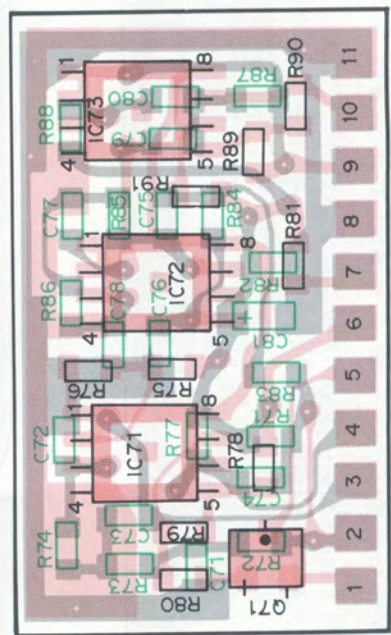 1
8
R87
R90
11
C80
R88
IC73
10
C79
R89
4
5
9
R91
C77
R85
C75
R84
8
1
8
R81
IC72
R82
7
R86
C78
C76
4
5
C81
+
6
R76
R75
R83
5
1
8
R71
C72
IC71
R77
R78
4
C74
4
5
3
R74
C73
R79
R72
2
R73
C71
R80
Q71
1